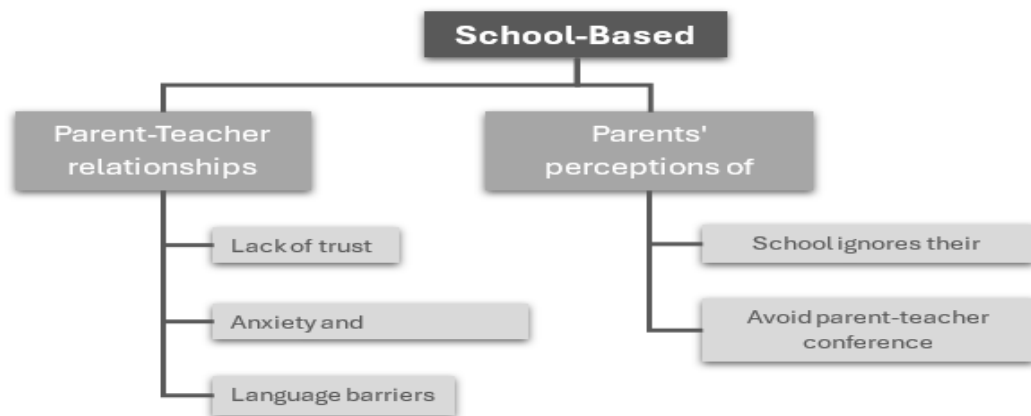 School-Based
Parent-Teacher
relationships
Parents'
perceptions of
Lack of trust
School ignores their
Anxiety and
Avoid parent-teacher
conference
Language barriers